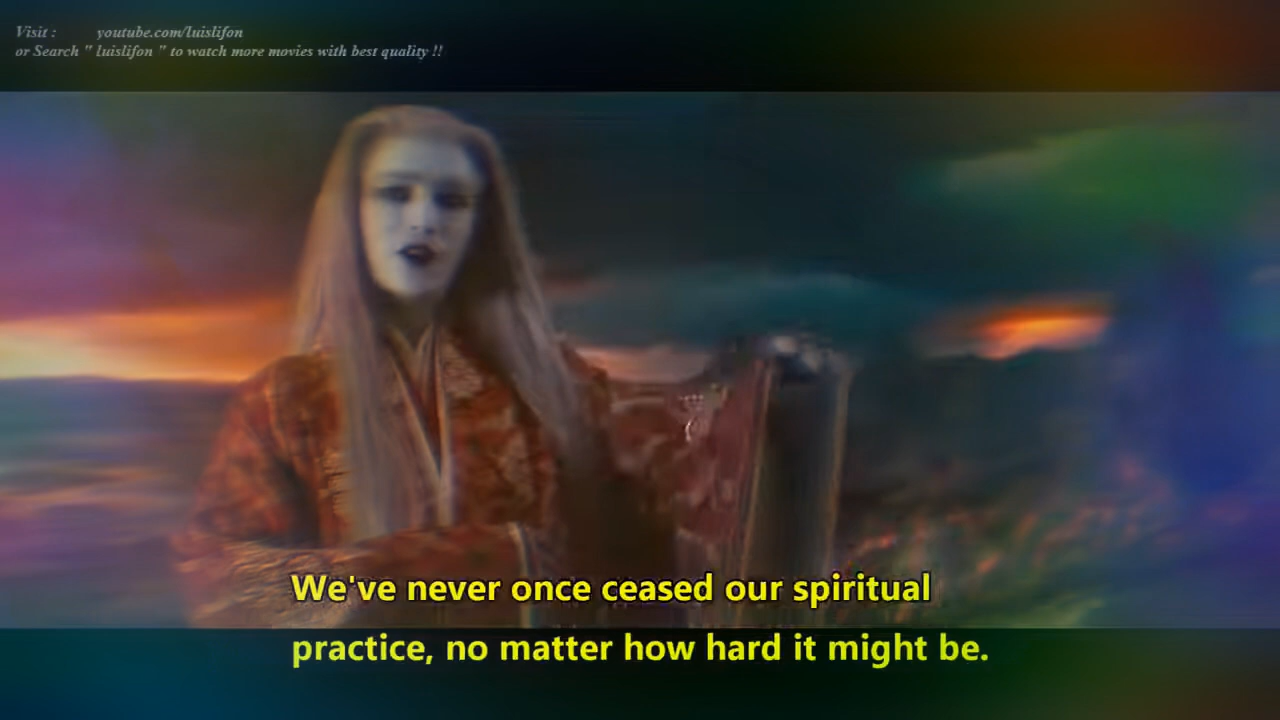 Visit : youtube.com/luislifon
or Search " luislifon " to watch more movies with best quality !!
We've never once ceased our spiritual
practice, no matter how hard it might be.